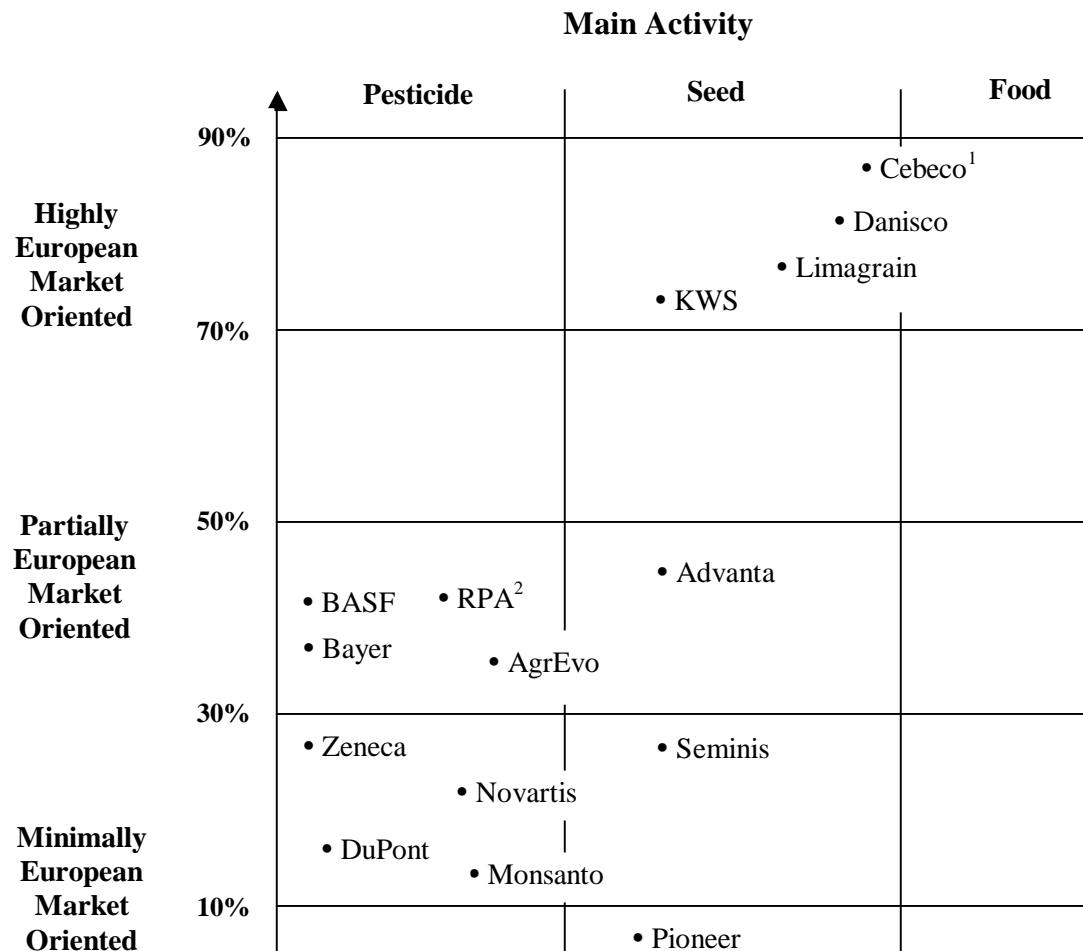 Main Activity
Pesticide Seed Food
90%
Cebeco1
Highly
European
Market
Oriented
Danisco
Limagrain
KWS
70%
50%
Partially
European
Market
Oriented
Advanta
BASF
RPA2
Bayer
AgrEvo
30%
Zeneca
Seminis
Novartis
Minimally
European
Market
Oriented
DuPont
Monsanto
10%
Pioneer